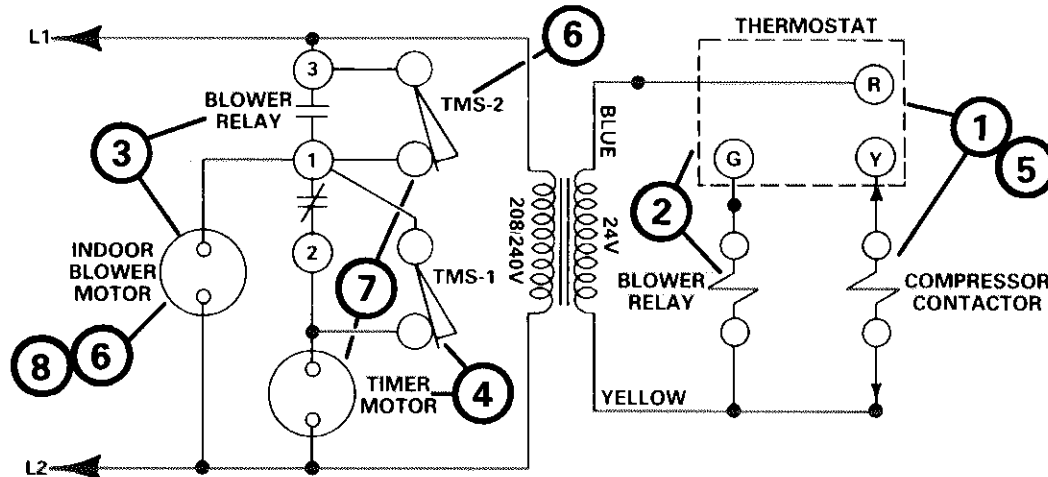 L1
6
THERMOSTAT
3
TMS-2
R
BLOWER
RELAY
BLUE
1
3
1
G
Y
5
2
208/240V
24V
2
INDOOR
BLOWER
MOTOR
7
TMS-1
BLOWER
RELAY
COMPRESSOR
CONTACTOR
8
6
TIMER
MOTOR
4
YELLOW
L2